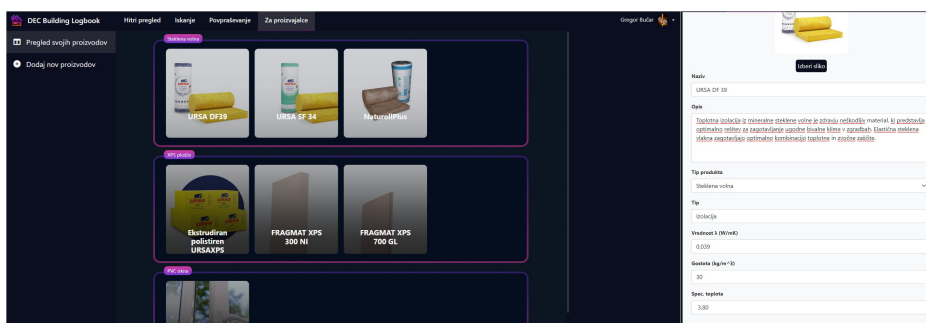 DEC Building Logbook
Hitri pregled
Iskanje
Povpraševanje
Za proizvajalce
Gregor Bučar
Pregled svojih proizvodov
Dodaj nov proizvodov
Steklena volna
URSA DF39
URSA SF 34
NaturollPlus
XPS plošče
Ekstrudiran
polistiren
URSAXPS
FRAGMAT XPS
300 NI
FRAGMAT XPS
700 GL
PVC okna
Izberi sliko
Naziv
URSA DF 39
Opis
Toplotna izolacija iz mineralne steklene volne je zdravju neškodljiv material, ki predstavlja
optimalno rešitev za zagotavljanje ugodne bivalne klime v zgradbah. Elastična steklena
vlakna zagotavljajo optimalno kombinacijo toplotne in zvočne zaščite.
Tip produkta
Steklena volna
Tip
izolacija
Vrednost λ (W/mK)
0,039
Gostota (kg/m^3)
30
Spec. toplota
3,80